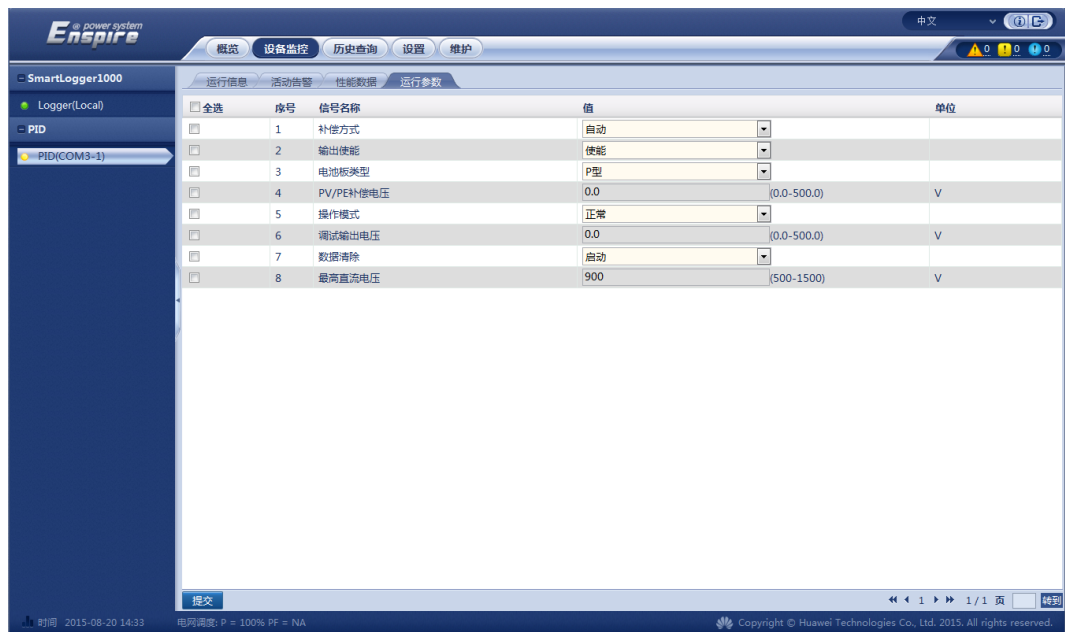 Enspire @ power system
中文
概览 设备监控 历史查询 设置 维护
0 0 0
SmartLogger1000
Logger(Local)
PID
PID(COM3-1)
运行信息 活动告警 性能数据 运行参数
全选 序号 信号名称 值 单位
1 补偿方式 自动
2 输出使能 使能
3 电池板类型 P型
4 PV/PE补偿电压 0.0 (0.0-500.0) V
5 操作模式 正常
6 调试输出电压 0.0 (0.0-500.0) V
7 数据清除 启动
8 最高直流电压 900 (500-1500) V
提交 1 1/1 页 转到
时间 2015-08-20 14:33 电网调度: P = 100% PF = NA Copyright © Huawei Technologies Co., Ltd. 2015. All rights reserved.